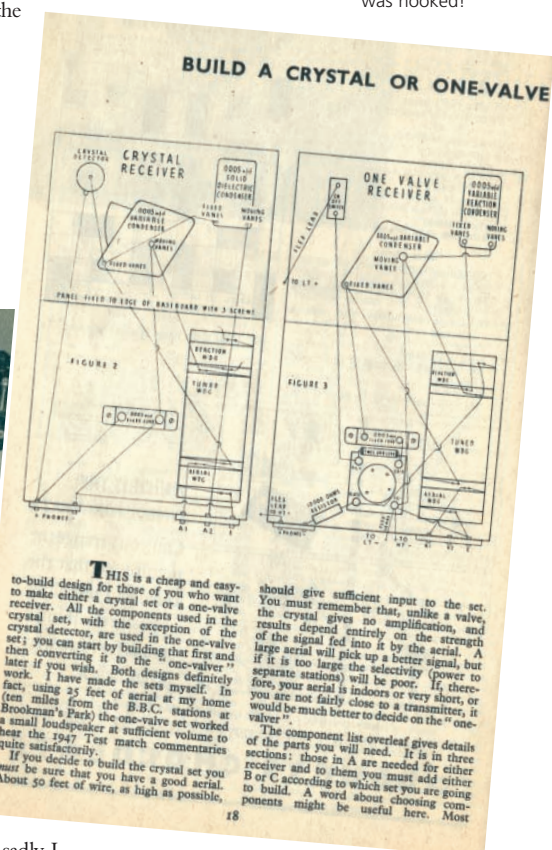 the
was hooked!
BUILD A CRYSTAL OR ONE-VALVE
CRYSTAL
DETECTOR
CRYSTAL
RECEIVER
·0005 mfd
SOLID
DIELECTRIC
CONDENSER
FIXED
VANES
MOVING
VANES
·0005 mfd
VARIABLE
CONDENSER
MOVING
VANES
FIXED VANES
PANEL FIXED TO EDGE OF BASEBOARD WITH 3 SCREWS
FIGURE 2
REACTION
WDG
TUNED
WDG
AERIAL
WDG
PHONES
A1 A2 E
ONE VALVE
RECEIVER
ON
OFF
FLEX LEAD
TO LT +
·0005 mfd
VARIABLE
REACTION
CONDENSER
FIXED
VANES
MOVING
VANES
·0005 mfd VARIABLE
CONDENSER
MOVING
VANES
FIXED VANES
FIGURE 3
REACTION
WDG
TUNED
WDG
AERIAL
WDG
FLEX
LEAD
TO HT +
PHONES
10,000 OHMS
RESISTOR
TO
LT -
TO
HT -
A1 A2 E
THIS is a cheap and easy-
to-build design for those of you who want
to make either a crystal set or a one-valve
receiver. All the components used in the
crystal set, with the exception of the
crystal detector, are used in the one-valve
set; you can start by building that first and
then converting it to the "one-valver"
later if you wish. Both designs definitely
work. I have made the sets myself. In
fact, using 25 feet of aerial at my home
(ten miles from the B.B.C. stations at
Brookman's Park) the one-valve set worked
a small loudspeaker at sufficient volume to
hear the 1947 Test match commentaries
quite satisfactorily.
If you decide to build the crystal set you
must be sure that you have a good aerial.
About 50 feet of wire, as high as possible,
should give sufficient input to the set.
You must remember that, unlike a valve,
the crystal gives no amplification, and
results depend entirely on the strength
of the signal fed into it by the aerial. A
large aerial will pick up a better signal, but
if it is too large the selectivity (power to
separate stations) will be poor. If, there-
fore, your aerial is indoors or very short, or
you are not fairly close to a transmitter, it
would be much better to decide on the "one-
valver".
The component list overleaf gives details
of the parts you will need. It is in three
sections: those in A are needed for either
receiver and to them you must add either
B or C according to which set you are going
to build. A word about choosing com-
ponents might be useful here. Most
18
sadly I